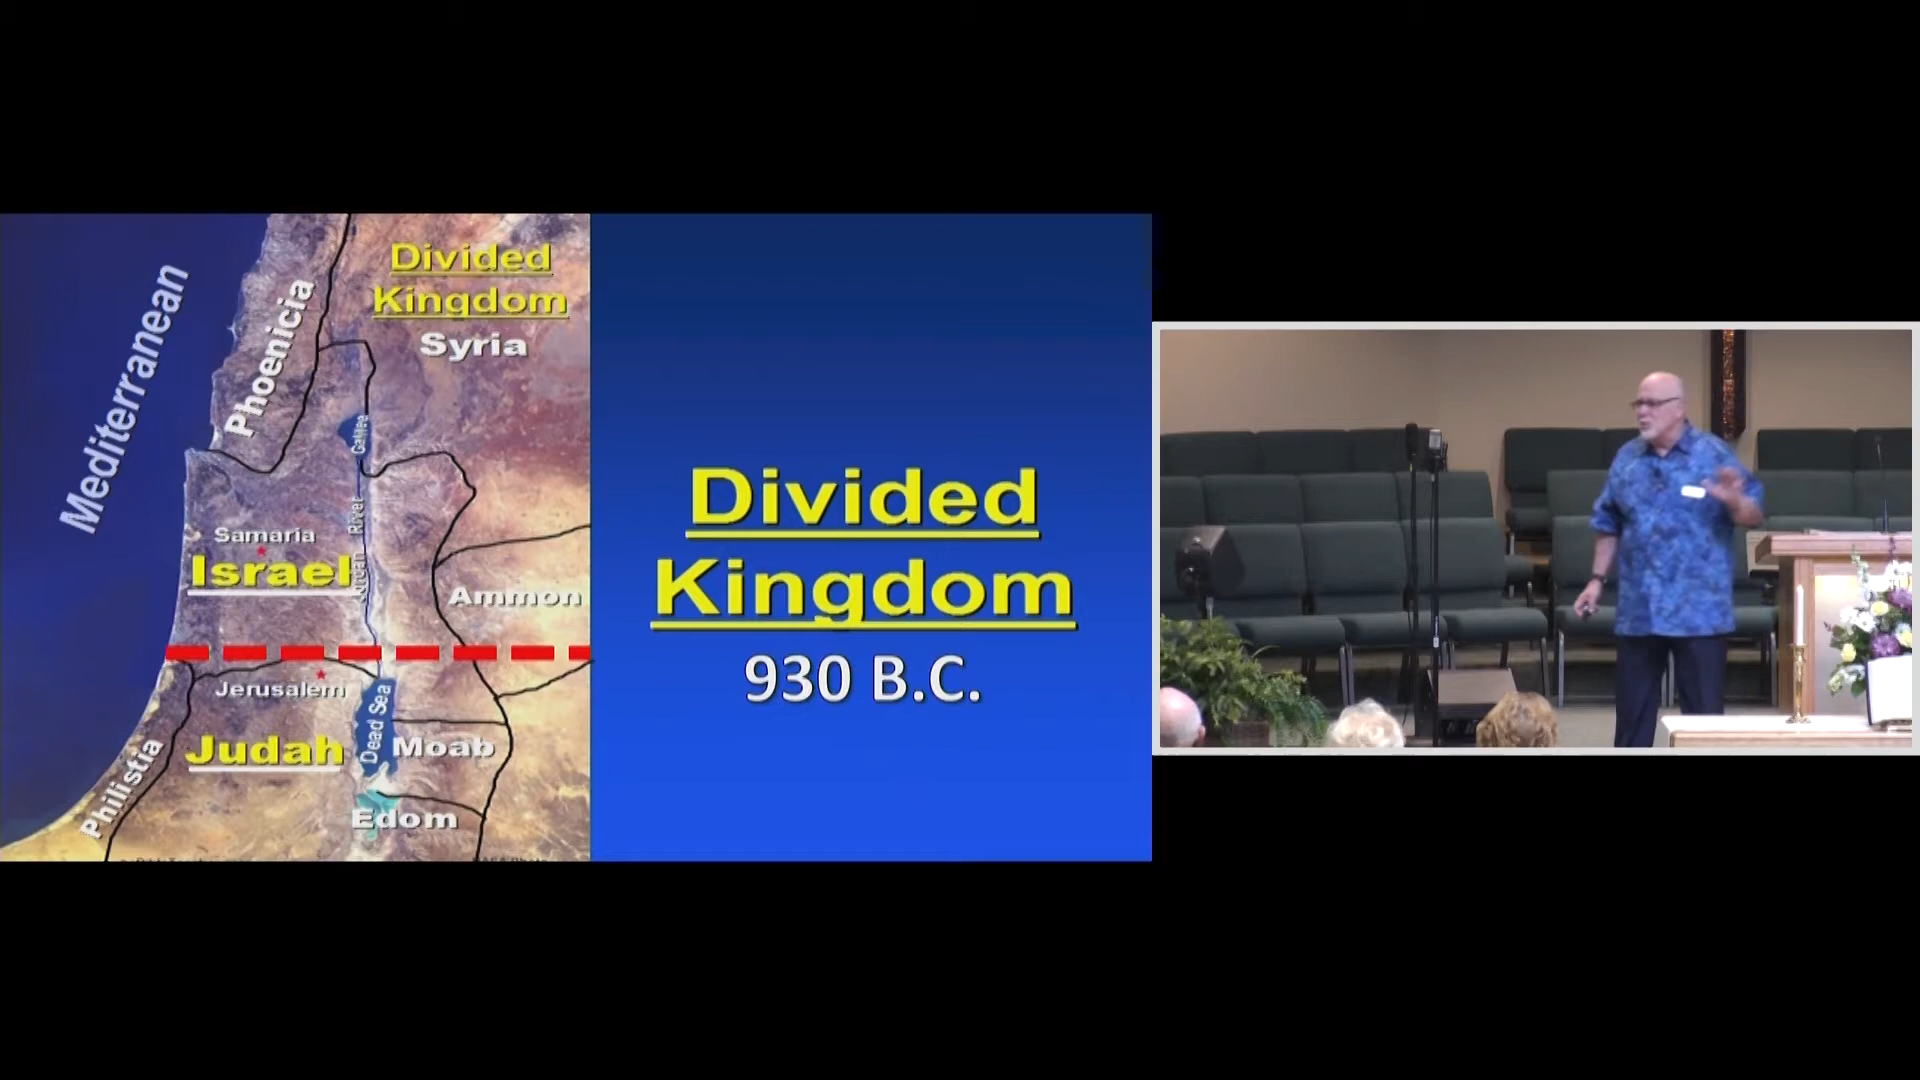 Divided
Kingdom
Syria
Mediterranean
Phoenicia
Galilee
Jordan River
Samaria
Israel
Ammon
Jerusalem
Judah
Dead Sea
Moab
Philistia
Edom
Divided
Kingdom
930 B.C.